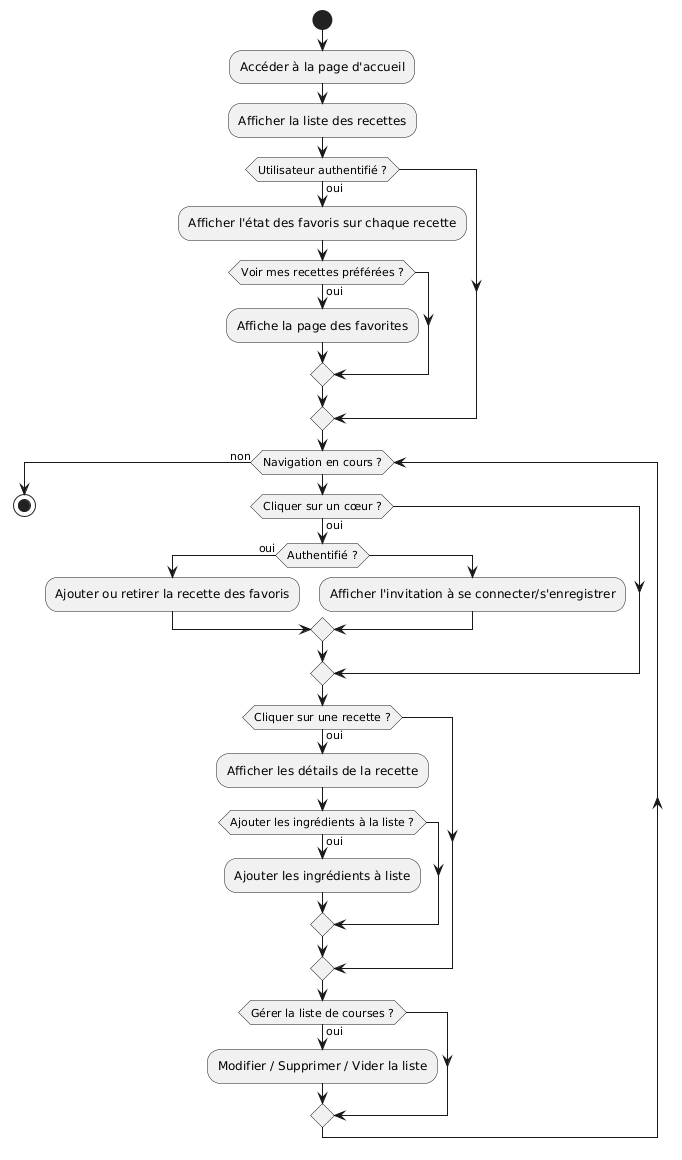 Accéder à la page d'accueil
Afficher la liste des recettes
Utilisateur authentifié ?
oui
Afficher l'état des favoris sur chaque recette
Voir mes recettes préférées ?
oui
Affiche la page des favorites
non
Navigation en cours ?
Cliquer sur un cœur ?
oui
oui
Authentifié ?
Ajouter ou retirer la recette des favoris
Afficher l'invitation à se connecter/s'enregistrer
Cliquer sur une recette ?
oui
Afficher les détails de la recette
Ajouter les ingrédients à la liste ?
oui
Ajouter les ingrédients à liste
Gérer la liste de courses ?
oui
Modifier / Supprimer / Vider la liste